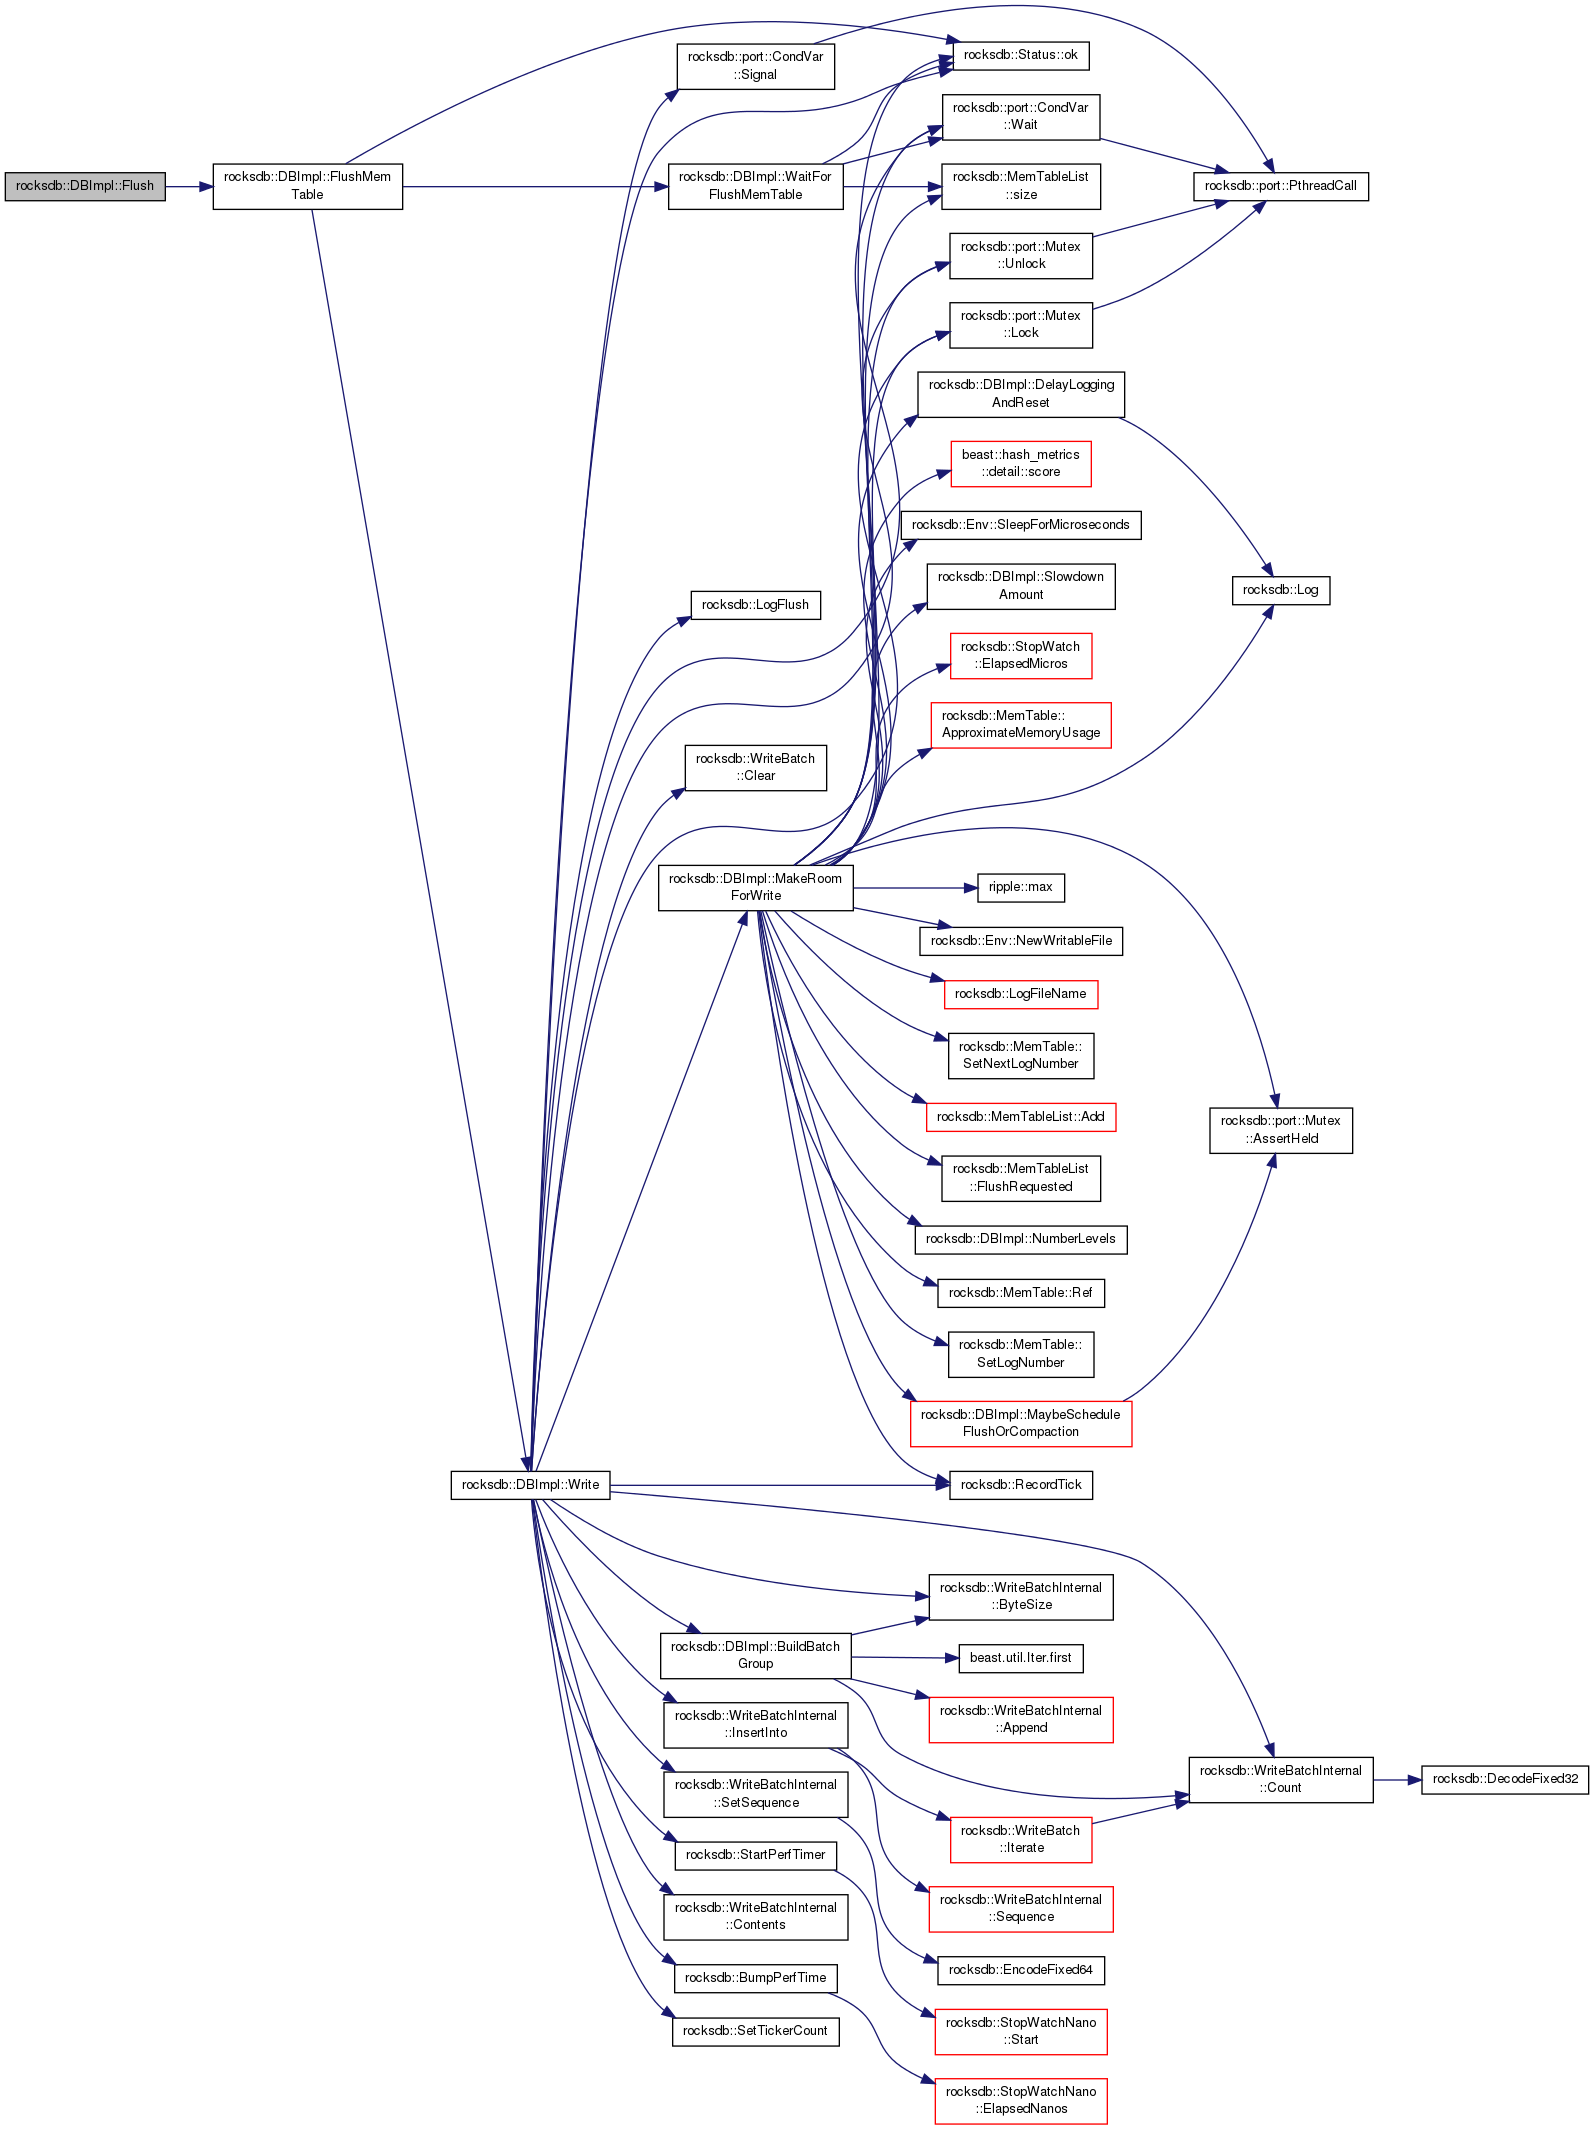 rocksdb::DBImpl::Flush
rocksdb::DBImpl::FlushMem
Table
rocksdb::port::CondVar
::Signal
rocksdb::DBImpl::WaitFor
FlushMemTable
rocksdb::LogFlush
rocksdb::WriteBatch
::Clear
rocksdb::DBImpl::MakeRoom
ForWrite
rocksdb::DBImpl::Write
rocksdb::DBImpl::BuildBatch
Group
rocksdb::WriteBatchInternal
::InsertInto
rocksdb::WriteBatchInternal
::SetSequence
rocksdb::StartPerfTimer
rocksdb::WriteBatchInternal
::Contents
rocksdb::BumpPerfTime
rocksdb::SetTickerCount
rocksdb::Status::ok
rocksdb::port::CondVar
::Wait
rocksdb::MemTableList
::size
rocksdb::port::Mutex
::Unlock
rocksdb::port::Mutex
::Lock
rocksdb::DBImpl::DelayLogging
AndReset
beast::hash_metrics
::detail::score
rocksdb::Env::SleepForMicroseconds
rocksdb::DBImpl::Slowdown
Amount
rocksdb::StopWatch
::ElapsedMicros
rocksdb::MemTable::
ApproximateMemoryUsage
ripple::max
rocksdb::Env::NewWritableFile
rocksdb::LogFileName
rocksdb::MemTable::
SetNextLogNumber
rocksdb::MemTableList::Add
rocksdb::MemTableList
::FlushRequested
rocksdb::DBImpl::NumberLevels
rocksdb::MemTable::Ref
rocksdb::MemTable::
SetLogNumber
rocksdb::DBImpl::MaybeSchedule
FlushOrCompaction
rocksdb::RecordTick
rocksdb::WriteBatchInternal
::ByteSize
beast.util.Iter.first
rocksdb::WriteBatchInternal
::Append
rocksdb::WriteBatch
::Iterate
rocksdb::WriteBatchInternal
::Sequence
rocksdb::EncodeFixed64
rocksdb::StopWatchNano
::Start
rocksdb::StopWatchNano
::ElapsedNanos
rocksdb::port::PthreadCall
rocksdb::Log
rocksdb::port::Mutex
::AssertHeld
rocksdb::WriteBatchInternal
::Count
rocksdb::DecodeFixed32